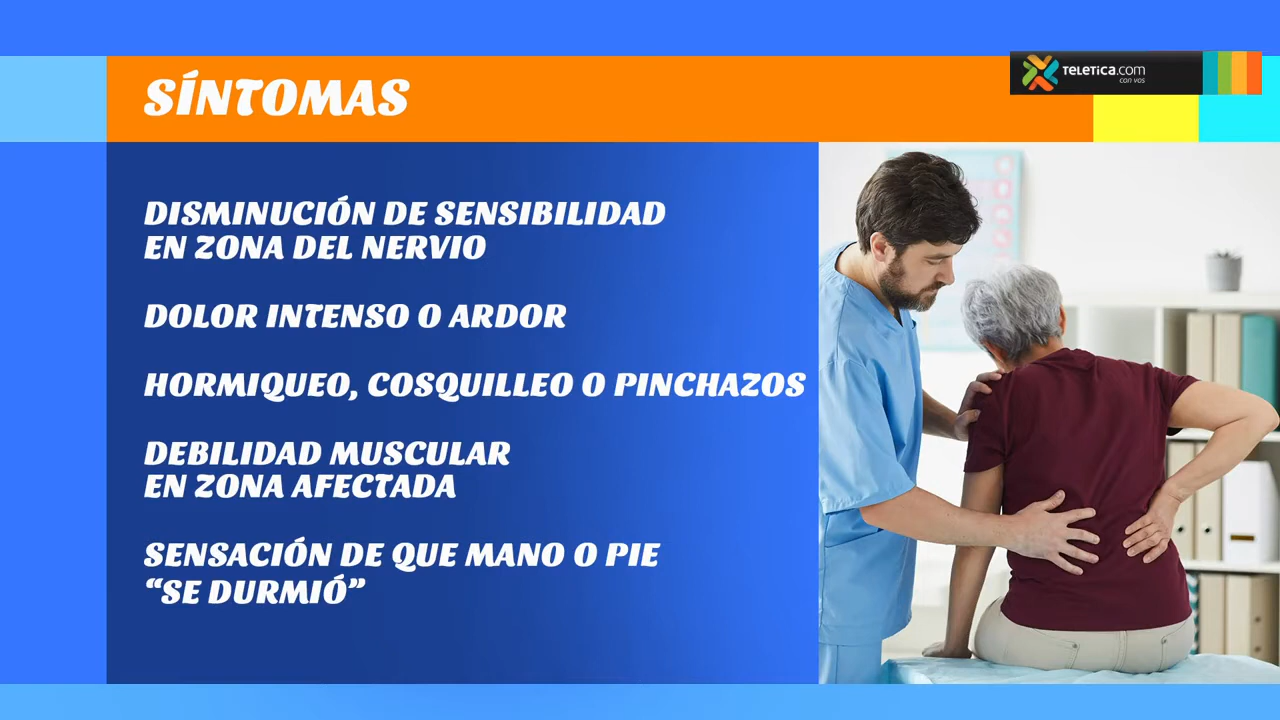 SÍNTOMAS
TELETICA.COM
con vos
DISMINUCIÓN DE SENSIBILIDAD
EN ZONA DEL NERVIO
DOLOR INTENSO O ARDOR
HORMIQUEO, COSQUILLEO O PINCHAZOS
DEBILIDAD MUSCULAR
EN ZONA AFECTADA
SENSACIÓN DE QUE MANO O PIE
“SE DURMIÓ”